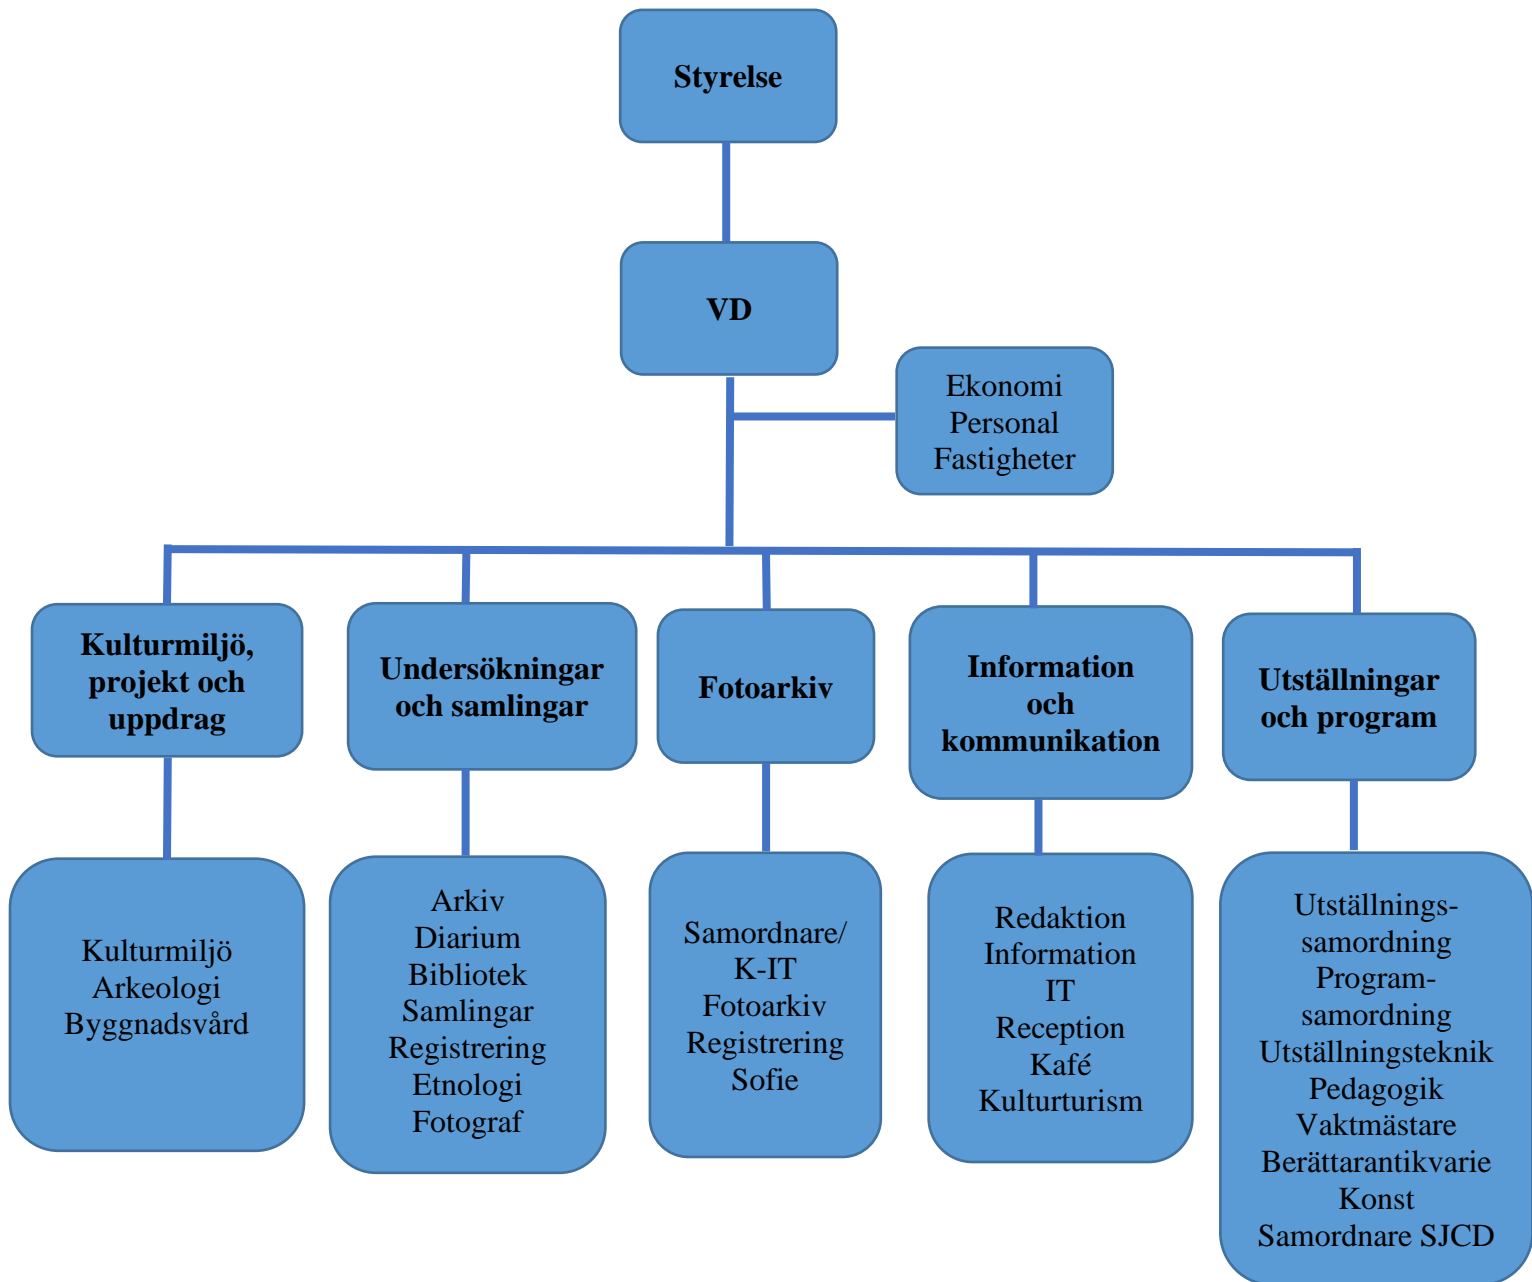 Styrelse
VD
Ekonomi
Personal
Fastigheter
Kulturmiljö,
projekt och
uppdrag
Undersökningar
och samlingar
Fotoarkiv
Information
och
kommunikation
Utställningar
och program
Kulturmiljö
Arkeologi
Byggnadsvård
Arkiv
Diarium
Bibliotek
Samlingar
Registrering
Etnologi
Fotograf
Samordnare/
K-IT
Fotoarkiv
Registrering
Sofie
Redaktion
Information
IT
Reception
Kafé
Kulturturism
Utställnings-
samordning
Program-
samordning
Utställningsteknik
Pedagogik
Vaktmästare
Berättarantikvarie
Konst
Samordnare SJCD